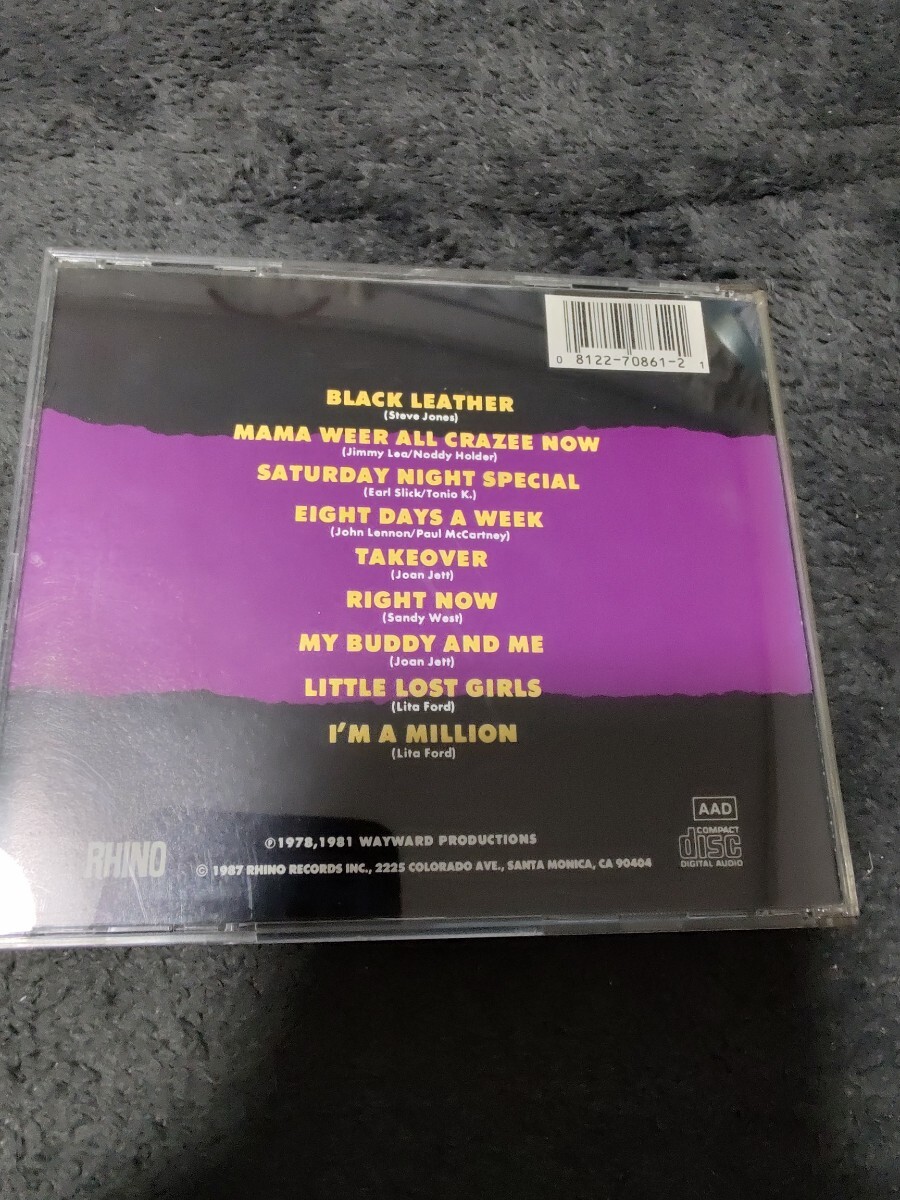 0 8122-70861-2 1
BLACK LEATHER
(Steve Jones)
MAMA WEER ALL CRAZEE NOW
(Jimmy Lea/Noddy Holder)
SATURDAY NIGHT SPECIAL
(Earl Slick/Tonio K.)
EIGHT DAYS A WEEK
(John Lennon/Paul McCartney)
TAKEOVER
(Joan Jett)
RIGHT NOW
(Sandy West)
MY BUDDY AND ME
(Joan Jett)
LITTLE LOST GIRLS
(Lita Ford)
I'M A MILLION
(Lita Ford)
AAD
COMPACT
disc
DIGITAL AUDIO
RHINO
℗1978,1981 WAYWARD PRODUCTIONS
© 1987 RHINO RECORDS INC., 2225 COLORADO AVE., SANTA MONICA, CA 90404